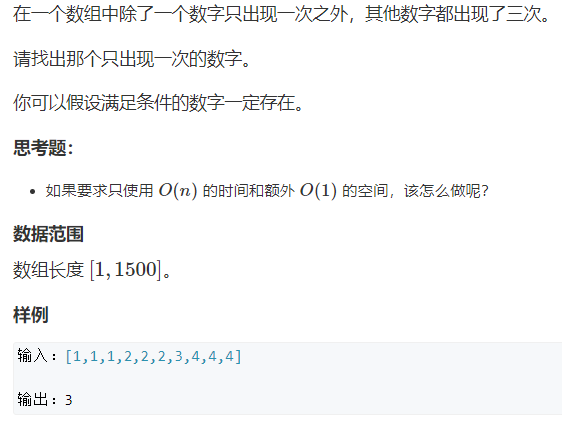 在一个数组中除了一个数字只出现一次之外，其他数字都出现了三次。
请找出那个只出现一次的数字。
你可以假设满足条件的数字一定存在。
思考题：
• 如果要求只使用 O(n) 的时间和额外 O(1) 的空间，该怎么做呢？
数据范围
数组长度 [1, 1500]。
样例
输入：[1,1,1,2,2,2,3,4,4,4]
输出：3